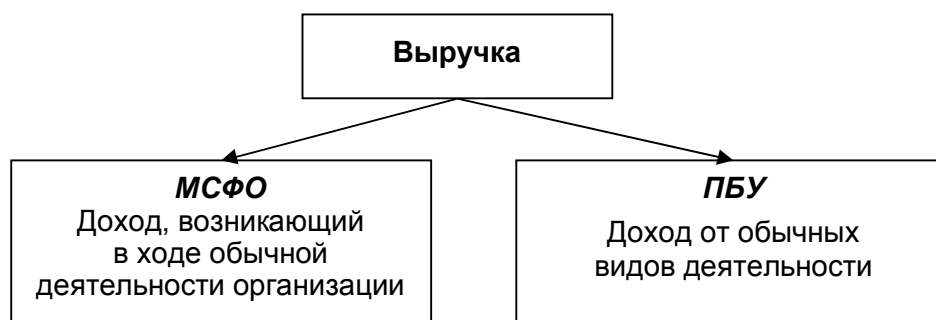 Выручка
МСФО
Доход, возникающий
в ходе обычной
деятельности организации
ПБУ
Доход от обычных
видов деятельности